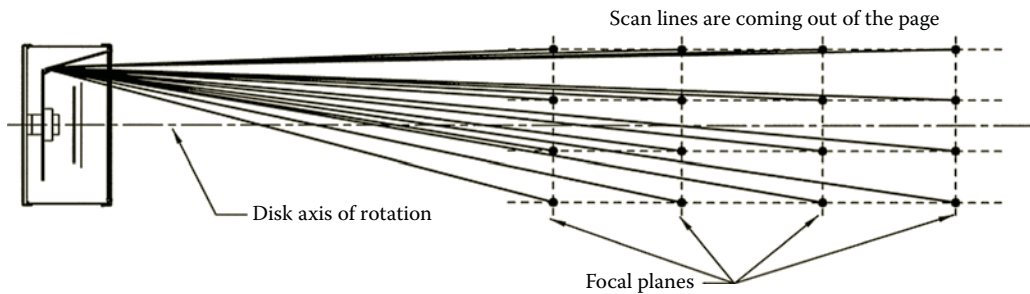 Scan lines are coming out of the page
Disk axis of rotation
Focal planes